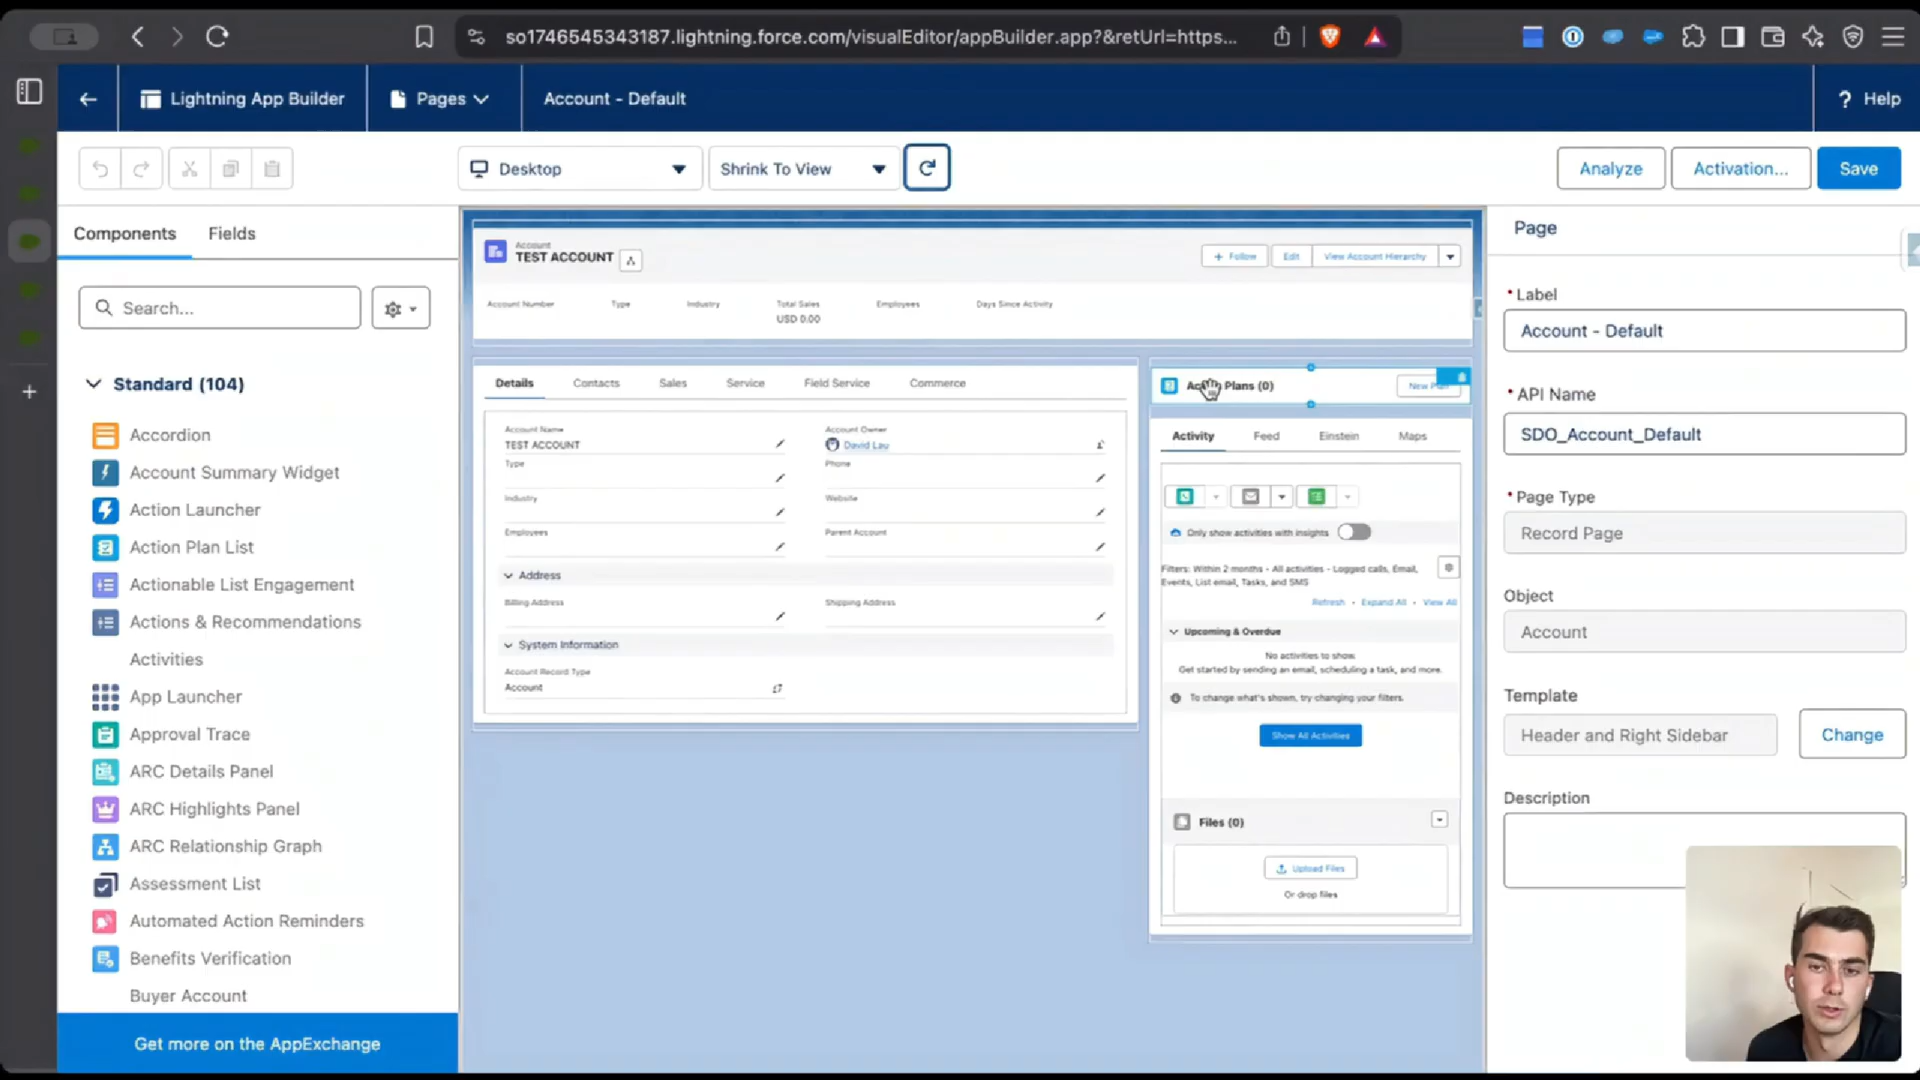 so1746545343187.lightning.force.com/visualEditor/appBuilder.app?&retUrl=https...
Lightning App Builder
Pages
Account - Default
? Help
Desktop
Shrink To View
Analyze
Activation...
Save
Components
Fields
Search...
Standard (104)
Accordion
Account Summary Widget
Action Launcher
Action Plan List
Actionable List Engagement
Actions & Recommendations
Activities
App Launcher
Approval Trace
ARC Details Panel
ARC Highlights Panel
ARC Relationship Graph
Assessment List
Automated Action Reminders
Benefits Verification
Buyer Account
Get more on the AppExchange
Account
TEST ACCOUNT
+ Follow
Edit
View Account Hierarchy
Account Number
Type
Industry
Total Sales
Employees
Days Since Activity
USD 0.00
Details
Contacts
Sales
Service
Field Service
Commerce
Account Name
TEST ACCOUNT
Account Owner
David Lau
Type
Phone
Industry
Website
Employees
Parent Account
Address
Billing Address
Shipping Address
System Information
Account Record Type
Account
Plans (0)
New
Activity
Feed
Einstein
Maps
Only show activities with insights
Filters: Within 2 months - All activities - Logged calls, Email,
Events, List email, Tasks, and SMS
Refresh • Expand All • View All
Upcoming & Overdue
No activities to show.
Get started by sending an email, scheduling a task, and more.
To change what's shown, try changing your filters.
Show All Activities
Files (0)
Upload Files
Or drop files
Page
* Label
Account - Default
* API Name
SDO_Account_Default
* Page Type
Record Page
Object
Account
Template
Header and Right Sidebar
Change
Description